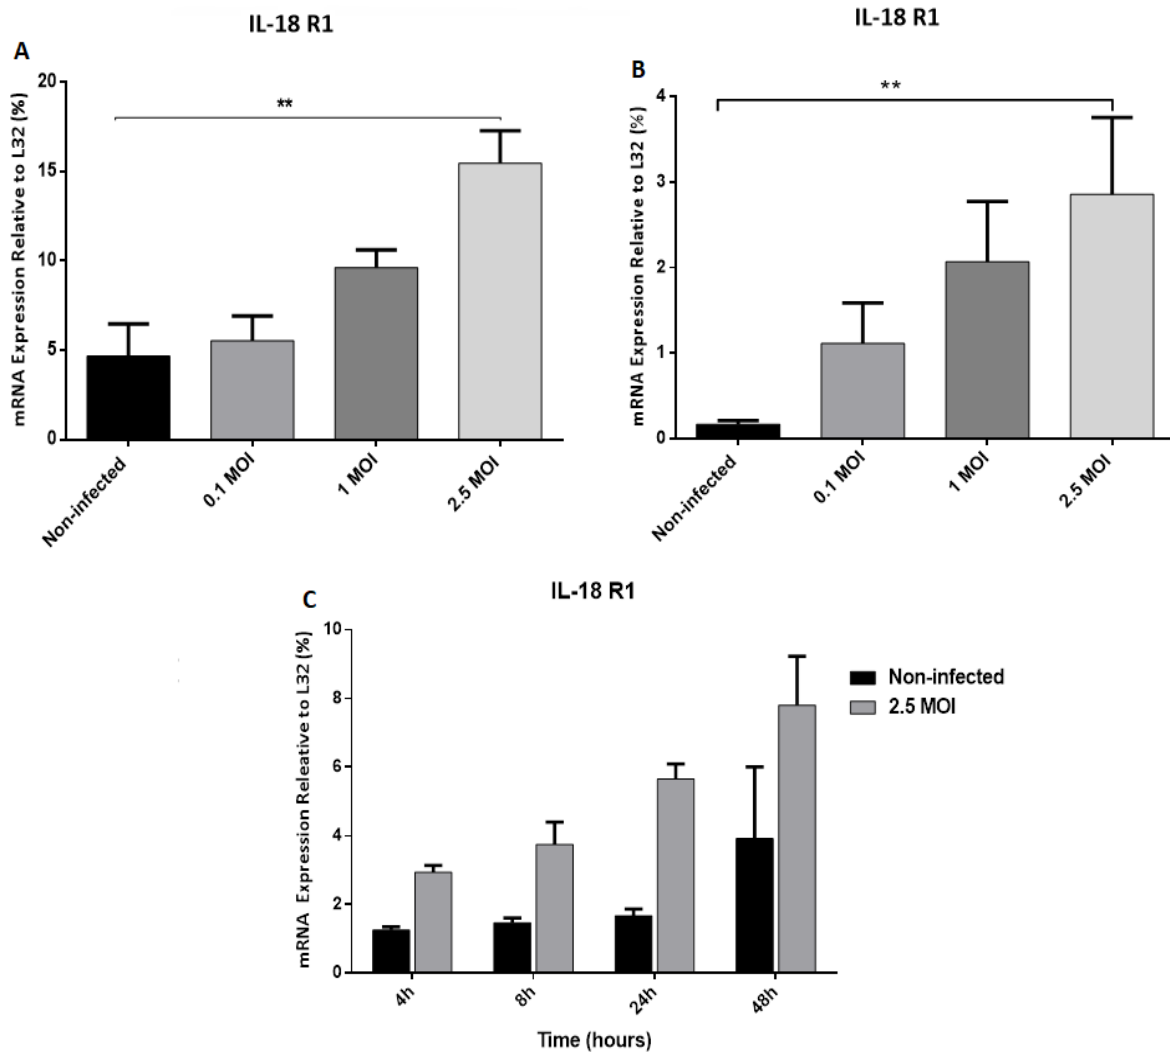 IL-18 R1
A
mRNA Expression Relative to L32 (%)
20
15
10
5
0
**
Non-infected
0.1 MOI
1 MOI
2.5 MOI
IL-18 R1
B
mRNA Expression Relative to L32 (%)
4
3
2
1
0
**
Non-infected
0.1 MOI
1 MOI
2.5 MOI
IL-18 R1
C
mRNA Expression Releative to L32 (%)
10
8
6
4
2
0
4h
8h
24h
48h
Time (hours)
Non-infected
2.5 MOI